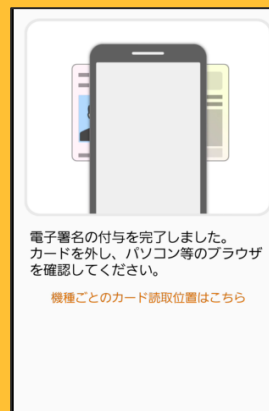 電子署名の付与を完了しました。
カードを外し、パソコン等のブラウザ
を確認してください。
機種ごとのカード読取位置はこちら